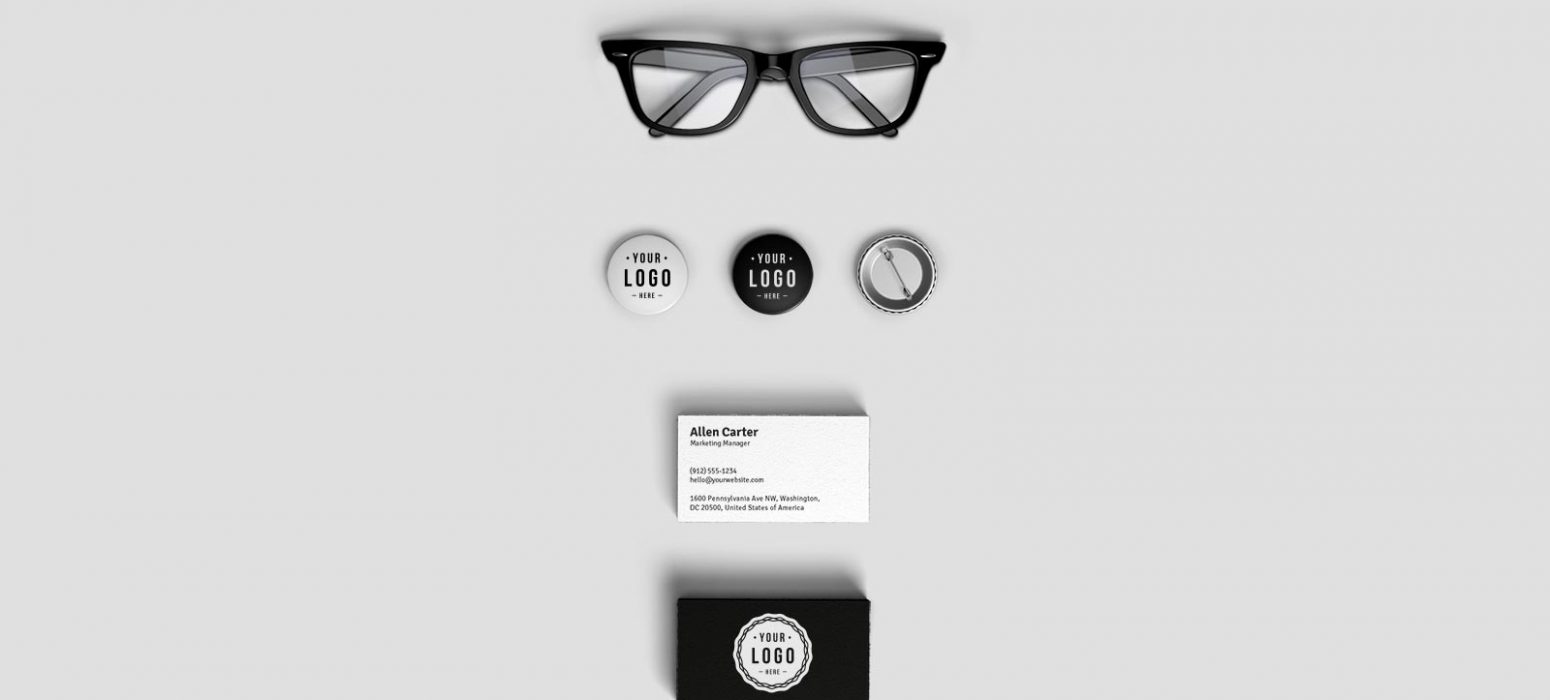 • YOUR •
LOGO
– HERE –
• YOUR •
LOGO
– HERE –
Allen Carter
Marketing Manager
(912) 555-1234
hello@yourwebsite.com
1600 Pennsylvania Ave NW, Washington,
DC 20500, United States of America
• YOUR •
LOGO
– HERE –